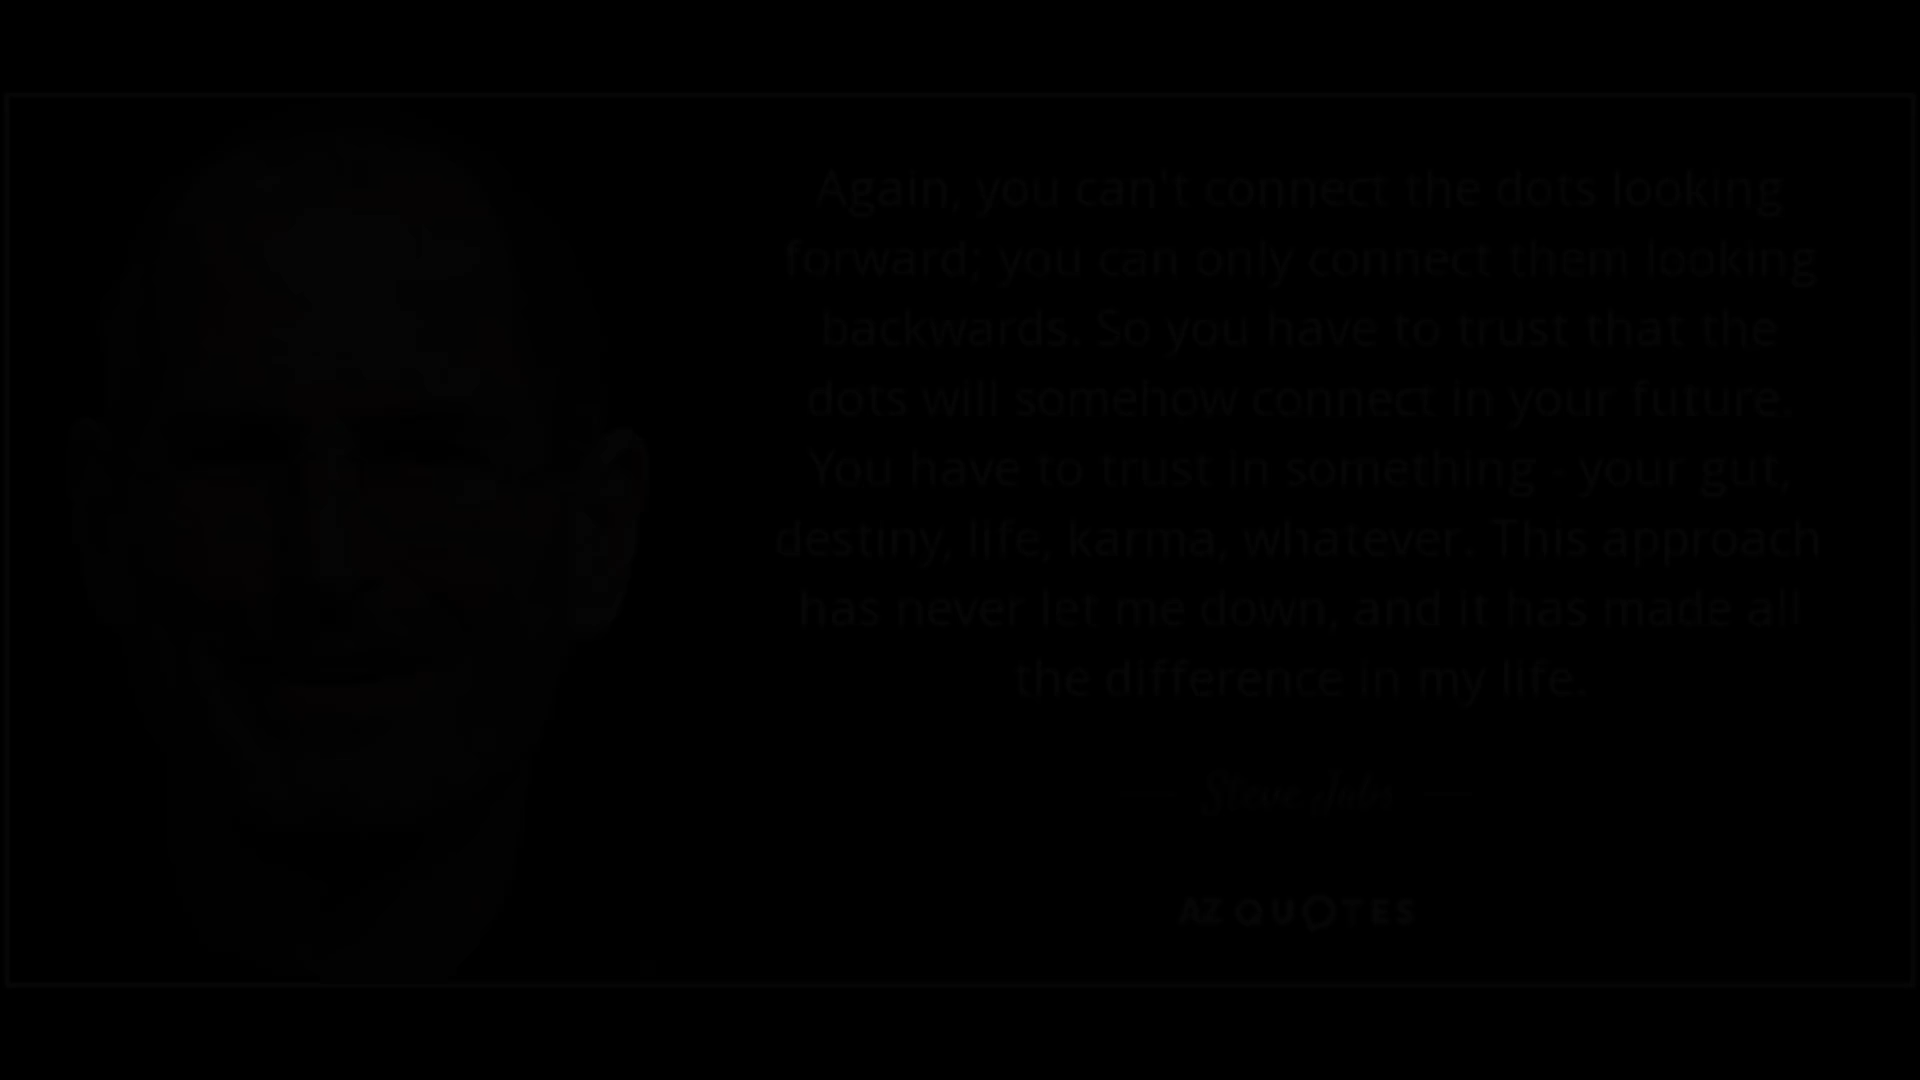 Again, you can't connect the dots looking
forward; you can only connect them looking
backwards. So you have to trust that the
dots will somehow connect in your future.
You have to trust in something - your gut,
destiny, life, karma, whatever. This approach
has never let me down, and it has made all
the difference in my life.
Steve Jobs
AZ QUOTES